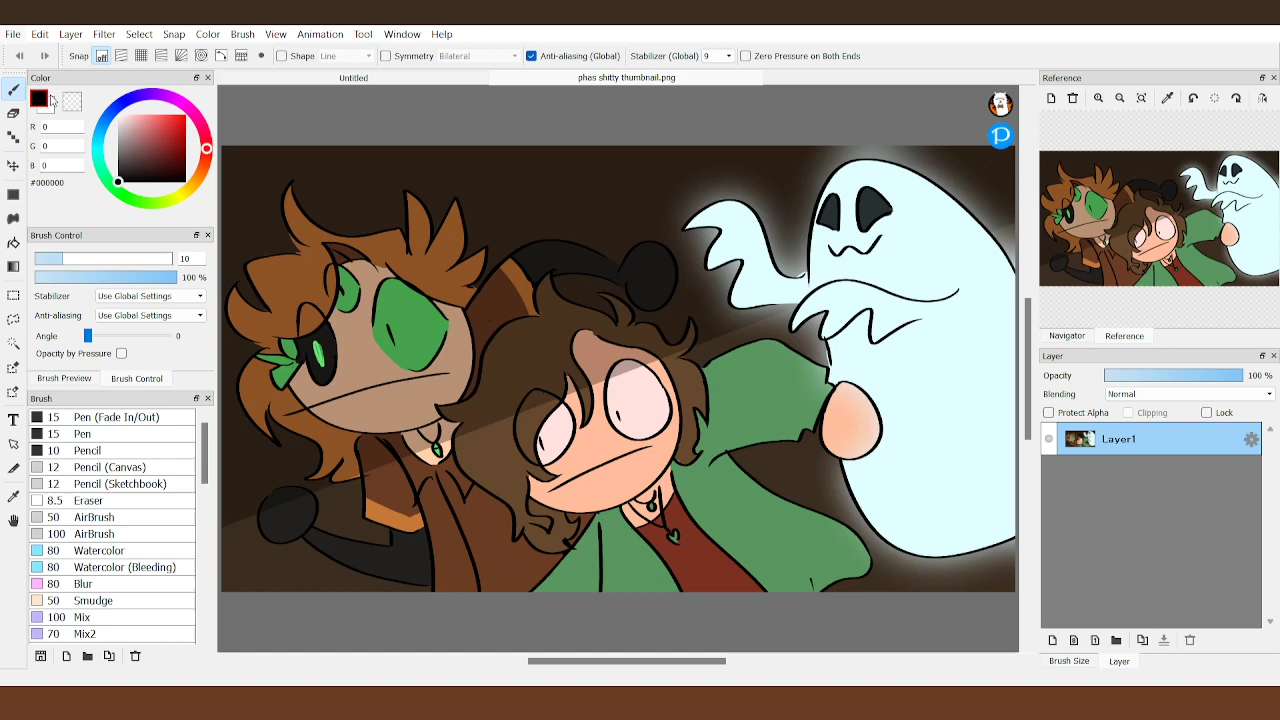 File Edit Layer Filter Select Snap Color Brush View Animation Tool Window Help
Snap off Shape Line Symmetry Bilateral Anti-aliasing (Global) Stabilizer (Global) 9 Zero Pressure on Both Ends
Color
Untitled
phas shitty thumbnail.png
Reference
R 0
G 0
B 0
#000000
Brush Control
10
100 %
Stabilizer Use Global Settings
Anti-aliasing Use Global Settings
Angle 0
Opacity by Pressure
Brush Preview Brush Control
Brush
15 Pen (Fade In/Out)
15 Pen
10 Pencil
12 Pencil (Canvas)
12 Pencil (Sketchbook)
8.5 Eraser
50 AirBrush
100 AirBrush
80 Watercolor
80 Watercolor (Bleeding)
80 Blur
50 Smudge
100 Mix
70 Mix2
Navigator Reference
Layer
Opacity 100 %
Blending Normal
Protect Alpha Clipping Lock
Layer1
Brush Size Layer